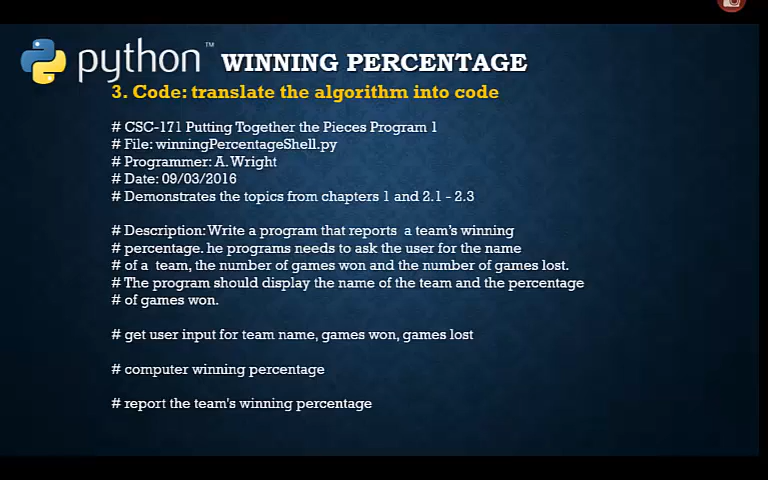 python™ WINNING PERCENTAGE
3. Code: translate the algorithm into code
# CSC-171 Putting Together the Pieces Program 1
# File: winningPercentageShell.py
# Programmer: A. Wright
# Date: 09/03/2016
# Demonstrates the topics from chapters 1 and 2.1 - 2.3
# Description: Write a program that reports a team's winning
# percentage. he programs needs to ask the user for the name
# of a team, the number of games won and the number of games lost.
# The program should display the name of the team and the percentage
# of games won.
# get user input for team name, games won, games lost
# computer winning percentage
# report the team's winning percentage